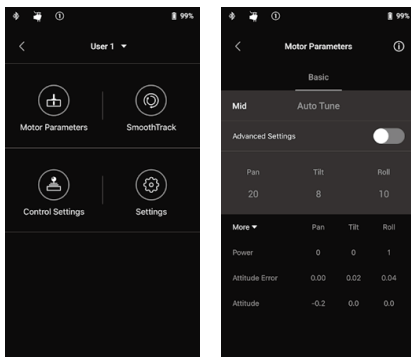 ① 99%
User 1
Motor Parameters SmoothTrack
Control Settings Settings
① 99%
Motor Parameters
Basic
Mid Auto Tune
Advanced Settings
Pan Tilt Roll
20 8 10
More Pan Tilt Roll
Power 0 0 1
Attitude Error 0.00 0.02 0.04
Attitude -0.2 0.0 0.0